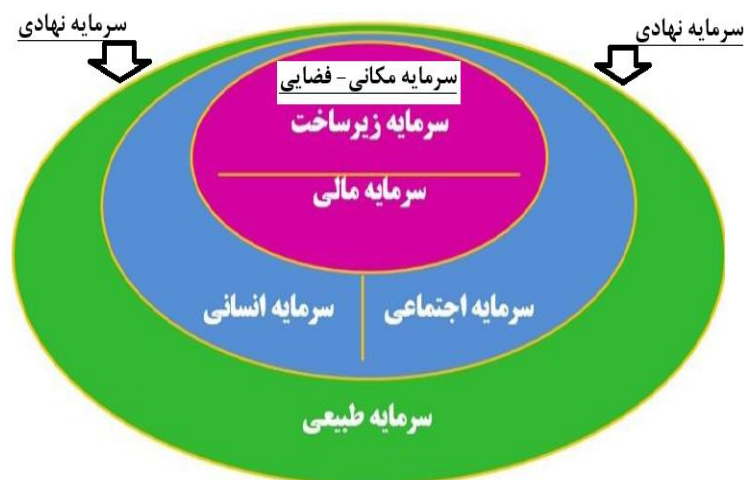 سرمایه نهادی
سرمایه نهادی
سرمایه مکانی- فضایی
سرمایه زیرساخت
سرمایه مالی
سرمایه اجتماعی
سرمایه انسانی
سرمایه طبیعی